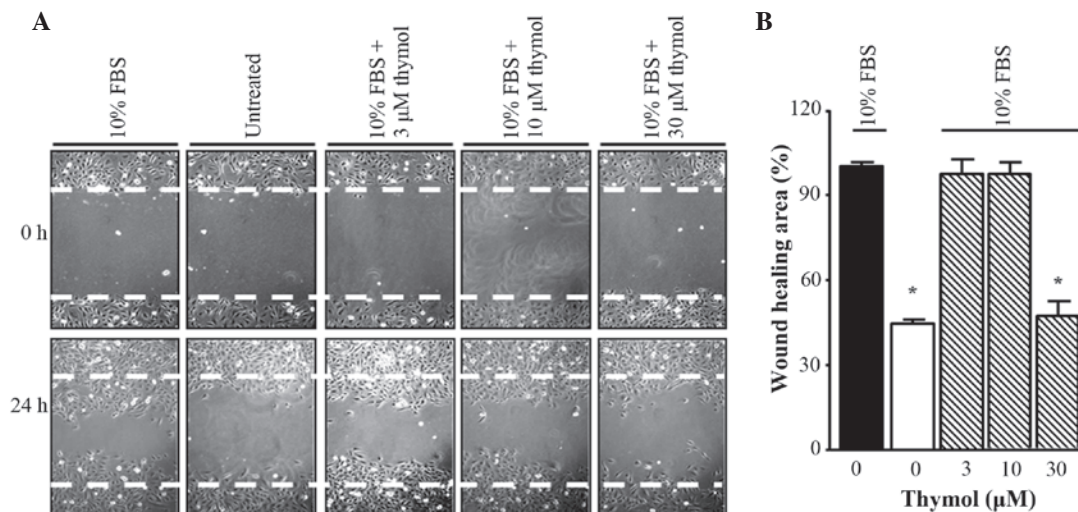 A
10% FBS
Untreated
10% FBS +
3 µM thymol
10% FBS +
10 µM thymol
10% FBS +
30 µM thymol
0 h
24 h
B
10% FBS
10% FBS
Wound healing area (%)
120
90
60
30
0
*
*
0
0
3
10
30
Thymol (µM)